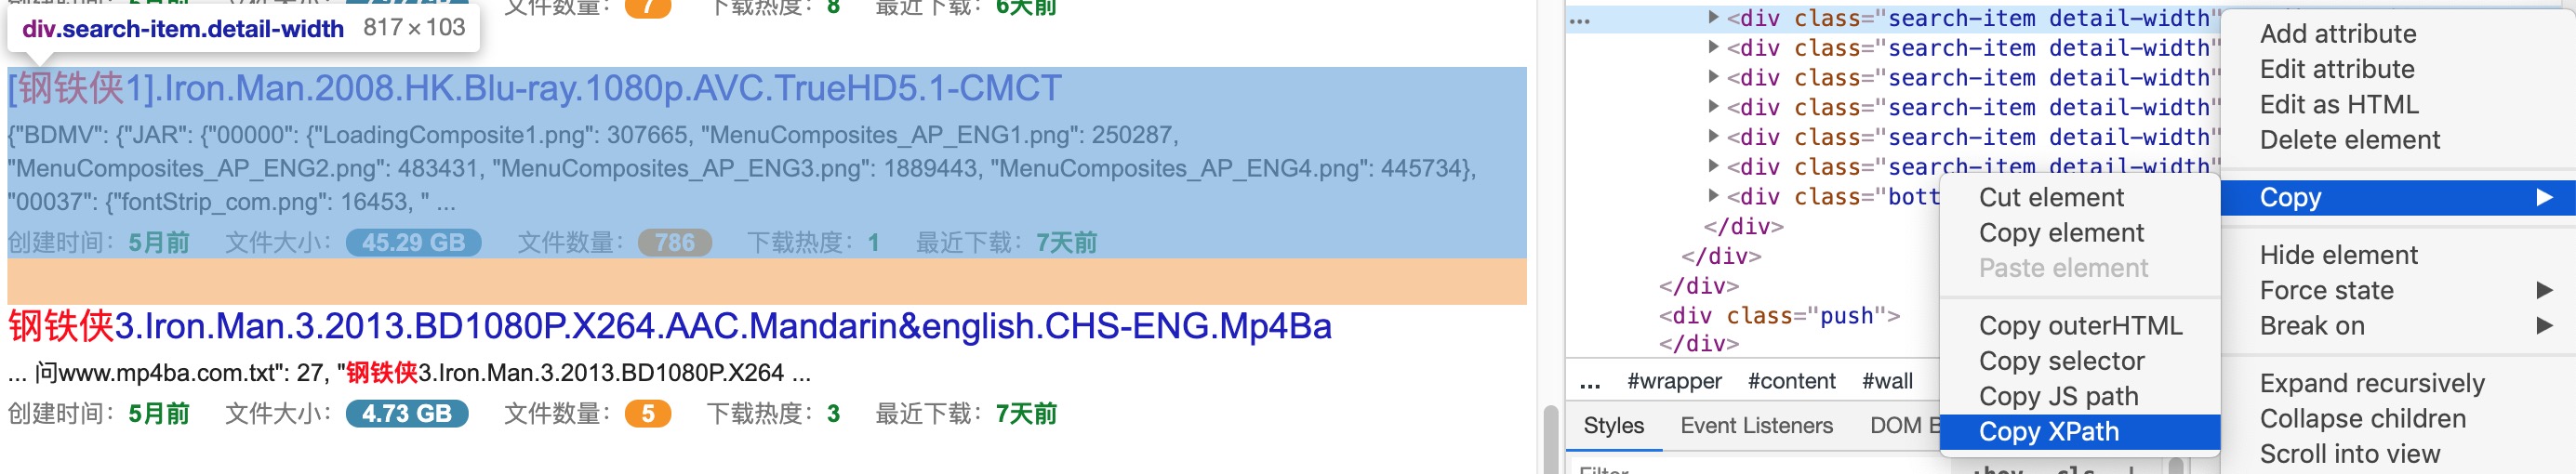 文件数量： 7 下载热度： 8 最近下载： 6天前
div.search-item.detail-width 817 × 103
[钢铁侠1].Iron.Man.2008.HK.Blu-ray.1080p.AVC.TrueHD5.1-CMCT
{"BDMV": {"JAR": {"00000": {"LoadingComposite1.png": 307665, "MenuComposites_AP_ENG1.png": 250287,
"MenuComposites_AP_ENG2.png": 483431, "MenuComposites_AP_ENG3.png": 1889443, "MenuComposites_AP_ENG4.png": 445734},
"00037": {"fontStrip_com.png": 16453, " ...
创建时间： 5月前 文件大小： 45.29 GB 文件数量： 786 下载热度： 1 最近下载： 7天前
钢铁侠3.Iron.Man.3.2013.BD1080P.X264.AAC.Mandarin&english.CHS-ENG.Mp4Ba
... 问www.mp4ba.com.txt": 27, "钢铁侠3.Iron.Man.3.2013.BD1080P.X264 ...
创建时间： 5月前 文件大小： 4.73 GB 文件数量： 5 下载热度： 3 最近下载： 7天前
... <div class="search-item detail-width"
<div class="search-item detail-width"
<div class="search-item detail-width"
<div class="search-item detail-width"
<div class="search-item detail-width"
<div class="search-item detail-width"
<div class="bott
</div>
</div>
</div>
<div class="push">
</div>
... #wrapper #content #wall
Styles Event Listeners DOM B
Cut element
Copy element
Paste element
Copy outerHTML
Copy selector
Copy JS path
Copy XPath
Add attribute
Edit attribute
Edit as HTML
Delete element
Copy
Hide element
Force state
Break on
Expand recursively
Collapse children
Scroll into view